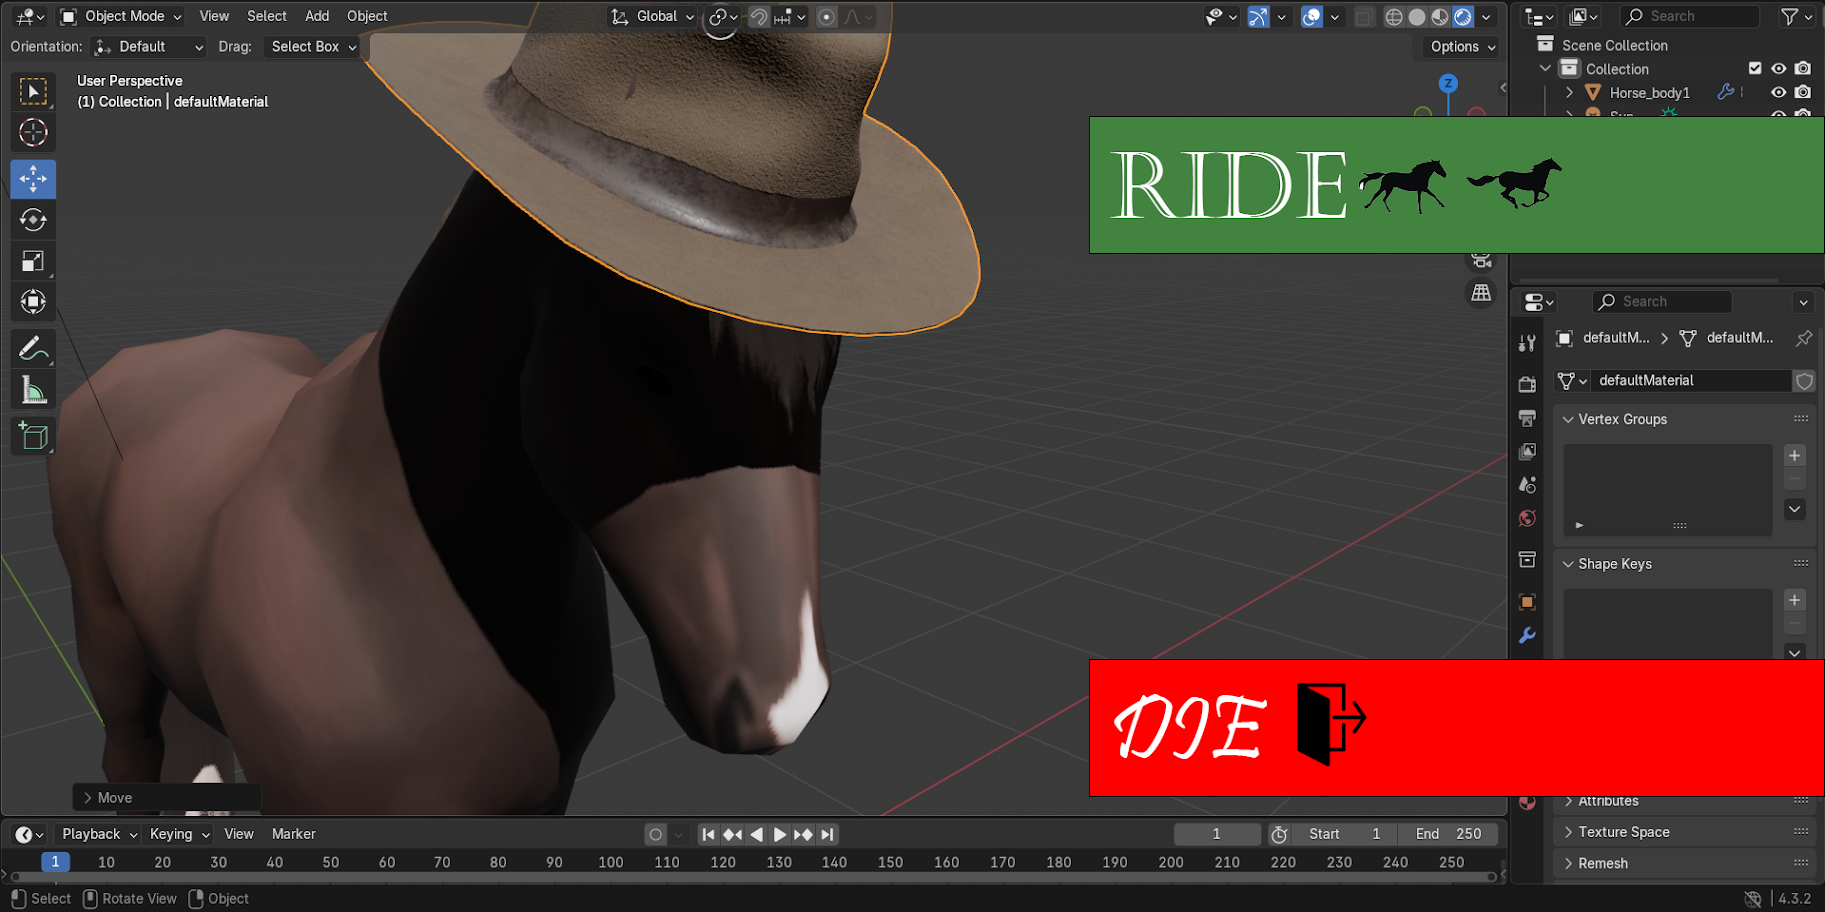 Object Mode View Select Add Object Global Search
Orientation: Default Drag: Select Box Options
User Perspective
(1) Collection | defaultMaterial
Z
Scene Collection
Collection
Horse_body1
RIDE
Search
defaultM... defaultM...
defaultMaterial
Vertex Groups
Shape Keys
DIE
Move
Attributes
Texture Space
Remesh
Playback Keying View Marker 1 Start 1 End 250
1 10 20 30 40 50 60 70 80 90 100 110 120 130 140 150 160 170 180 190 200 210 220 230 240 250
Select Rotate View Object 4.3.2